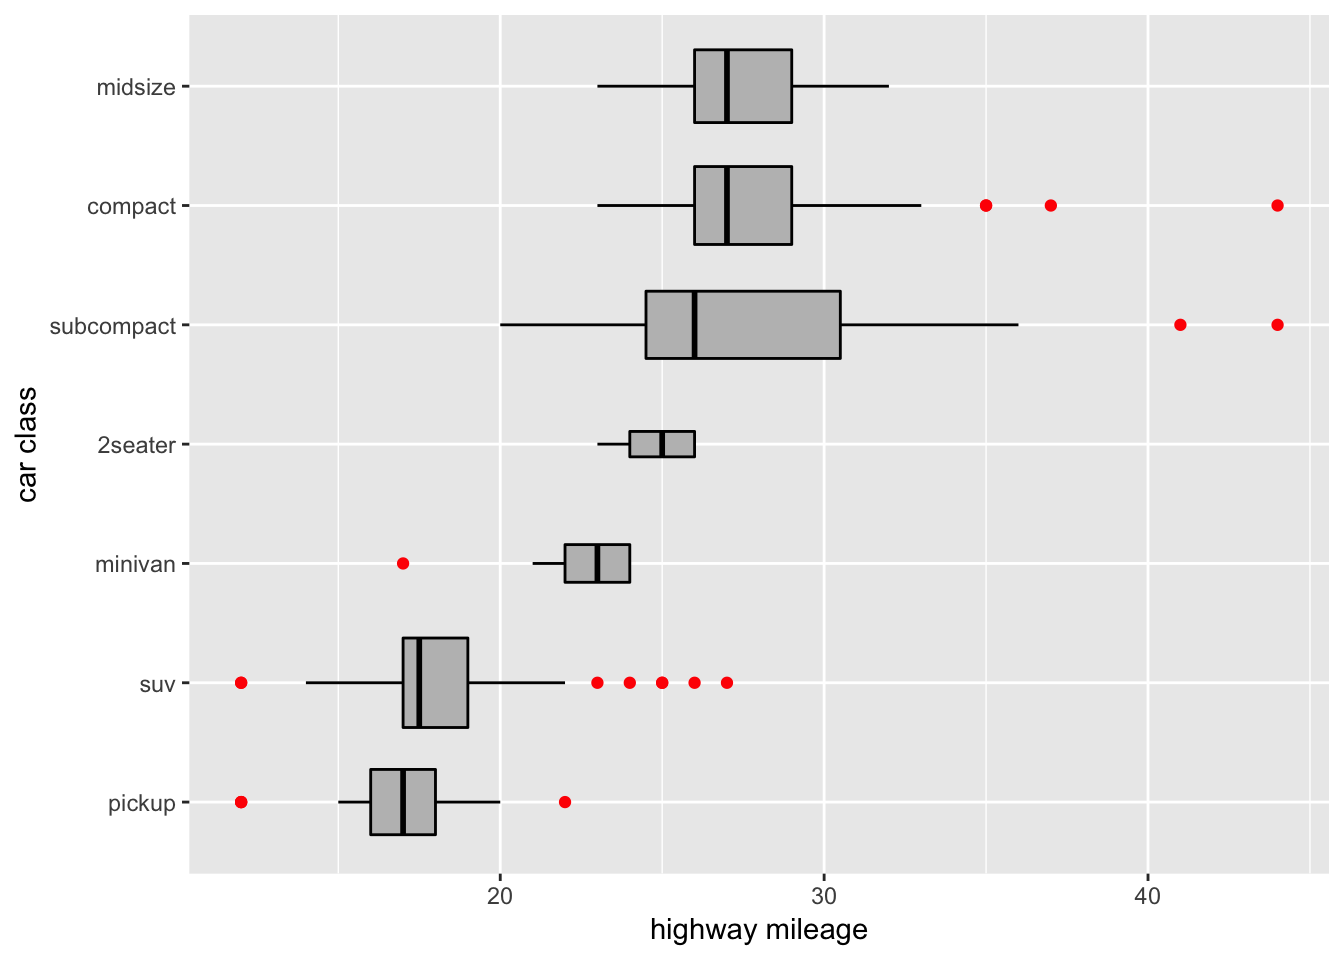 midsize
compact
subcompact
2seater
minivan
suv
pickup
car class
20
30
40
highway mileage